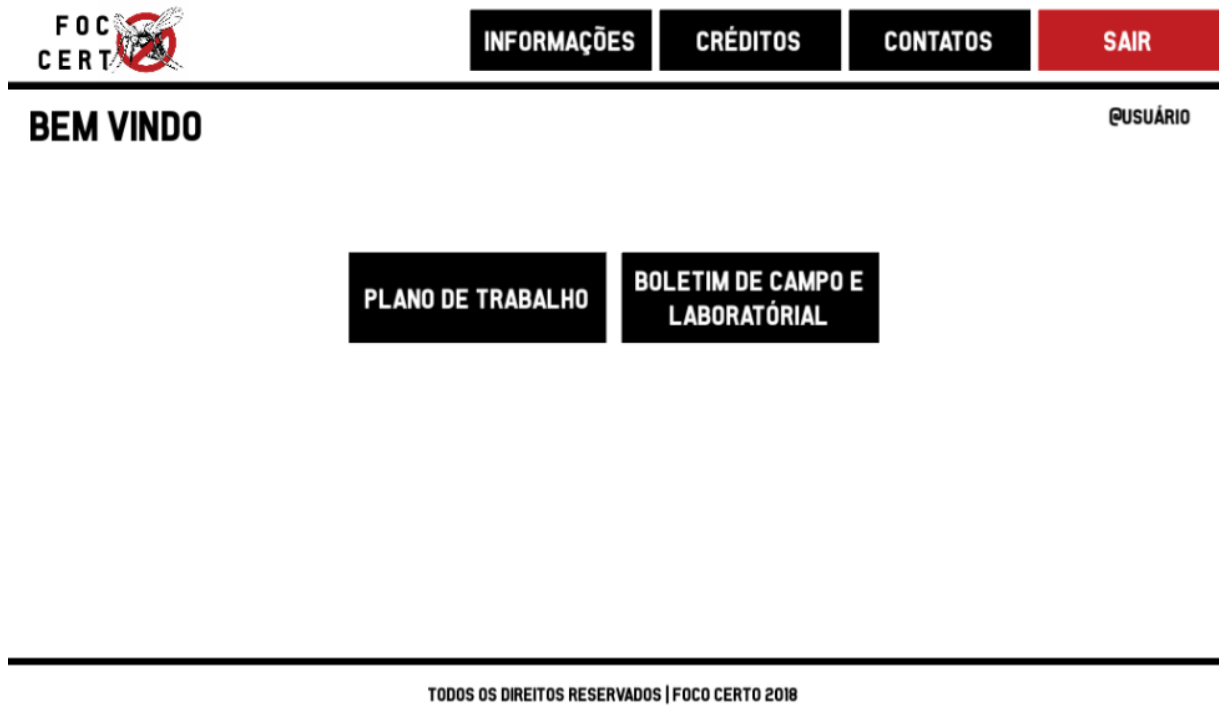 FOC
CERT
INFORMAÇÕES
CRÉDITOS
CONTATOS
SAIR
BEM VINDO
@USUÁRIO
PLANO DE TRABALHO
BOLETIM DE CAMPO E
LABORATÓRIAL
TODOS OS DIREITOS RESERVADOS | FOCO CERTO 2018